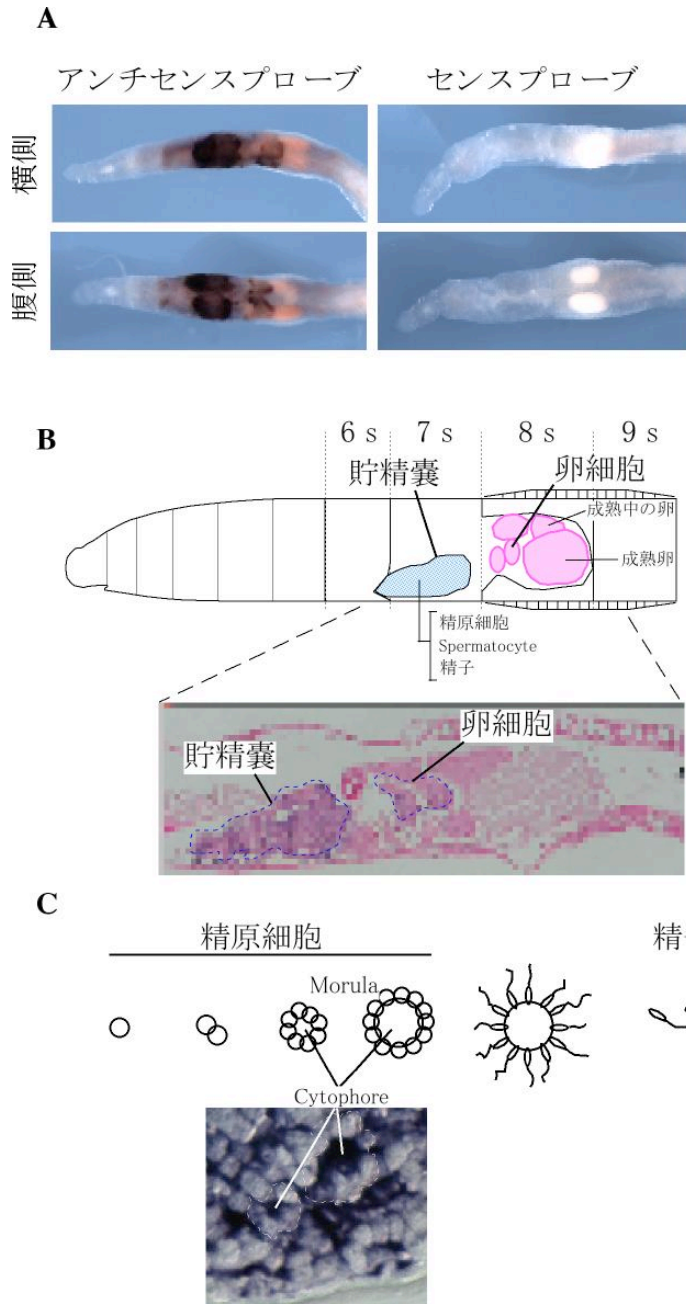 A
アンチセンスプローブ
センスプローブ
横側
腹側
B
6 s
7 s
8 s
9 s
貯精嚢
卵細胞
成熟中の卵
成熟卵
精原細胞
Spermatocyte
精子
貯精嚢
卵細胞
C
精原細胞
精
Morula
Cytophore